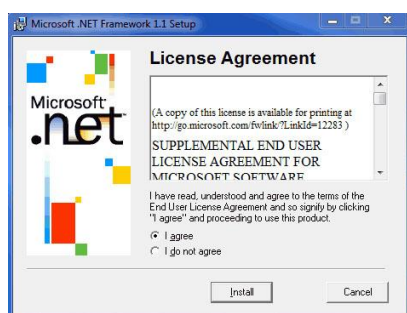 Microsoft .NET Framework 1.1 Setup
License Agreement
Microsoft
.net
(A copy of this license is available for printing at
http://go.microsoft.com/fwlink/?LinkId=12283 )
SUPPLEMENTAL END USER
LICENSE AGREEMENT FOR
MICROSOFT SOFTWARE
I have read, understood and agree to the terms of the
End User License Agreement and so signify by clicking
"I agree" and proceeding to use this product.
I agree
I do not agree
Install
Cancel